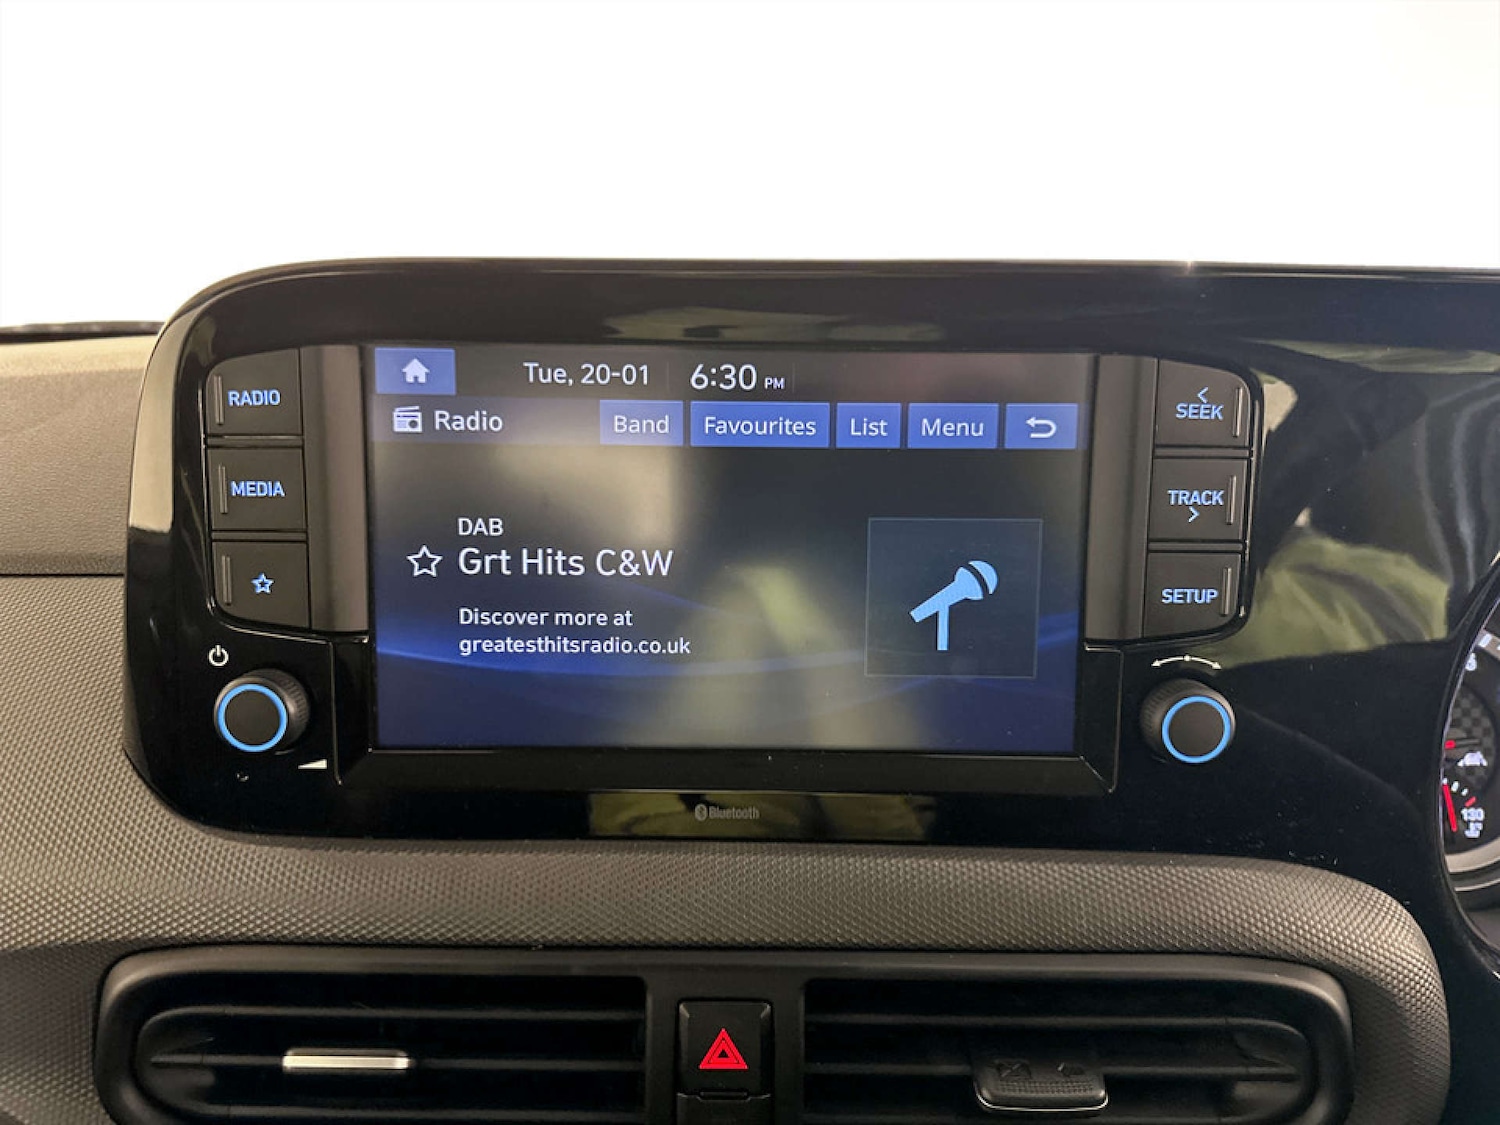 Tue, 20-01 6:30 PM
Radio Band Favourites List Menu
DAB
Grt Hits C&W
Discover more at
greatesthitsradio.co.uk
RADIO
MEDIA
SEEK
TRACK
SETUP
Bluetooth
130